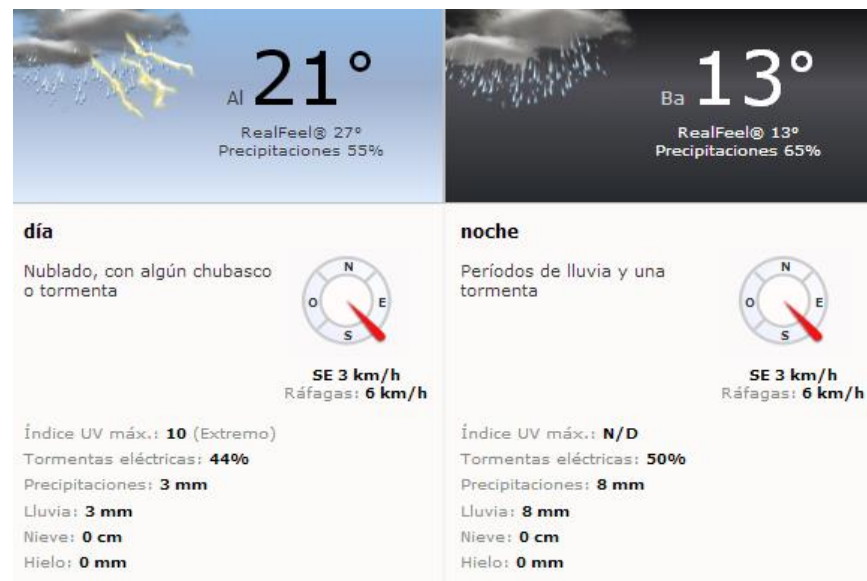 Al 21°
RealFeel® 27°
Precipitaciones 55%
Ba 13°
RealFeel® 13°
Precipitaciones 65%
día
Nublado, con algún chubasco
o tormenta
N
O E
S
SE 3 km/h
Ráfagas: 6 km/h
Índice UV máx.: 10 (Extremo)
Tormentas eléctricas: 44%
Precipitaciones: 3 mm
Lluvia: 3 mm
Nieve: 0 cm
Hielo: 0 mm
noche
Períodos de lluvia y una
tormenta
N
O E
S
SE 3 km/h
Ráfagas: 6 km/h
Índice UV máx.: N/D
Tormentas eléctricas: 50%
Precipitaciones: 8 mm
Lluvia: 8 mm
Nieve: 0 cm
Hielo: 0 mm